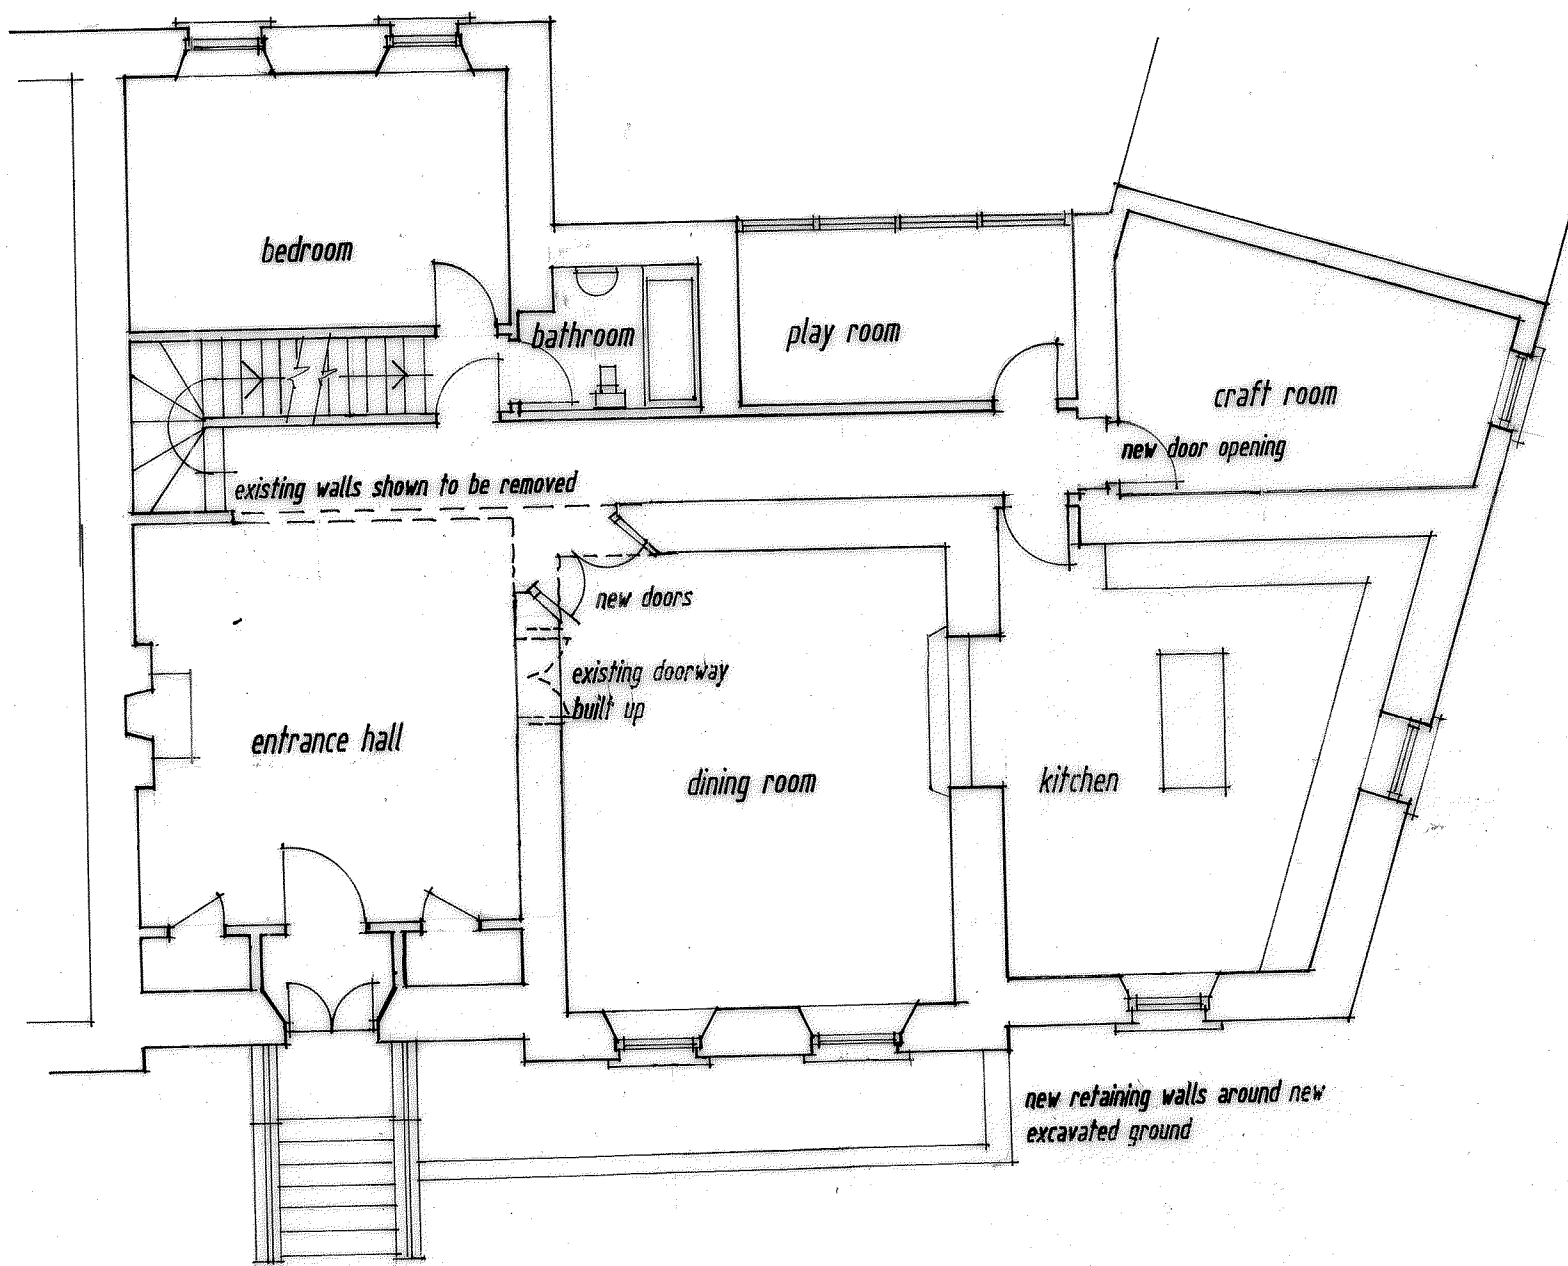 bedroom
bathroom
play room
craft room
new door opening
existing walls shown to be removed
new doors
existing doorway
built up
entrance hall
dining room
kitchen
new retaining walls around new
excavated ground